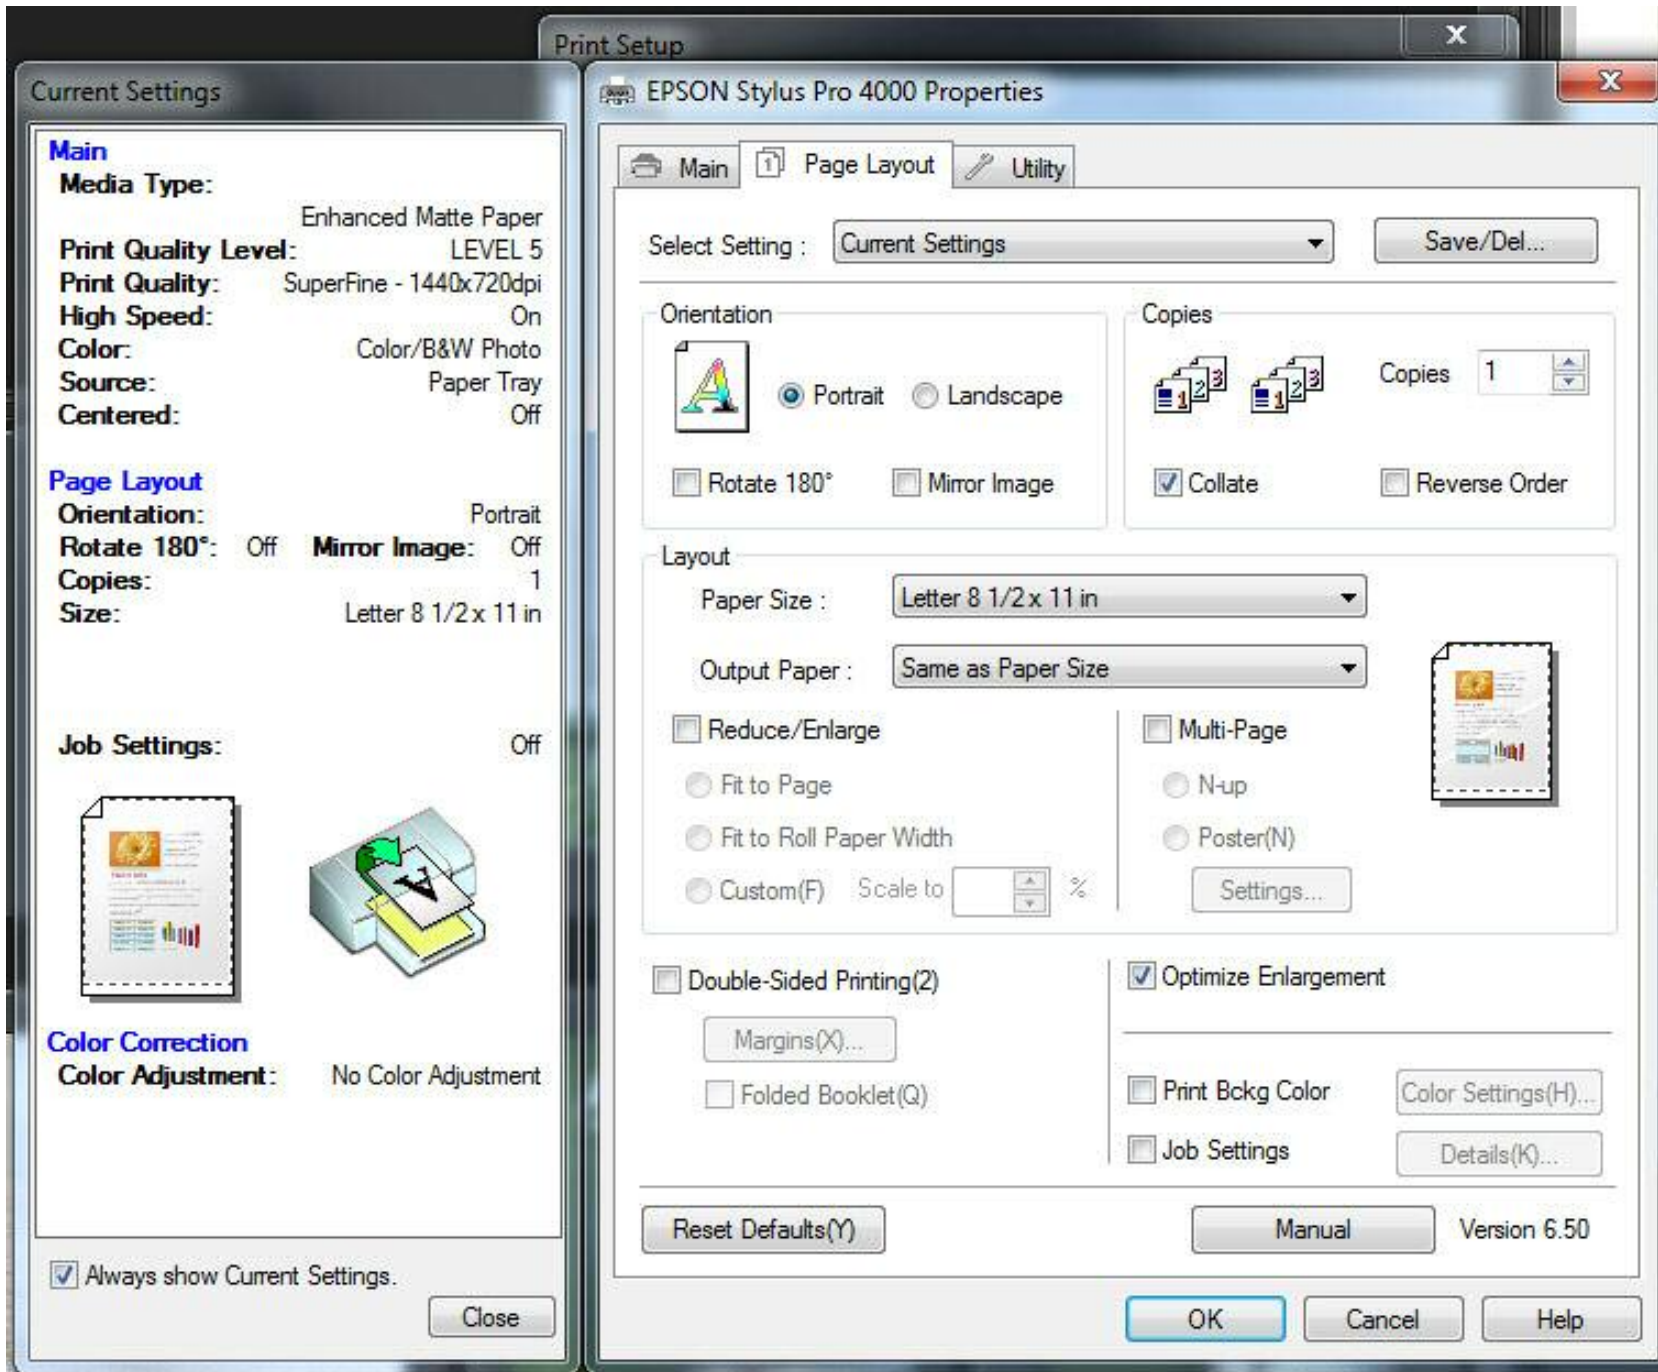 Print Setup
X
Current Settings
Main
Media Type:
Enhanced Matte Paper
Print Quality Level: LEVEL 5
Print Quality: SuperFine - 1440x720dpi
High Speed: On
Color: Color/B&W Photo
Source: Paper Tray
Centered: Off
Page Layout
Orientation: Portrait
Rotate 180°: Off Mirror Image: Off
Copies: 1
Size: Letter 8 1/2 x 11 in
Job Settings: Off
A
Color Correction
Color Adjustment: No Color Adjustment
Always show Current Settings.
Close
EPSON Stylus Pro 4000 Properties
X
Main 1 Page Layout Utility
Select Setting : Current Settings Save/Del...
Orientation
A
Portrait Landscape
Rotate 180° Mirror Image
Copies
1 2 3 1 2 3 Copies 1
Collate Reverse Order
Layout
Paper Size : Letter 8 1/2 x 11 in
Output Paper : Same as Paper Size
Reduce/Enlarge
Fit to Page
Fit to Roll Paper Width
Custom(F) Scale to %
Multi-Page
N-up
Poster(N)
Settings...
Double-Sided Printing(2)
Margins(X)...
Folded Booklet(Q)
Optimize Enlargement
Print Bckg Color Color Settings(H)...
Job Settings Details(K)...
Reset Defaults(Y) Manual Version 6.50
OK Cancel Help